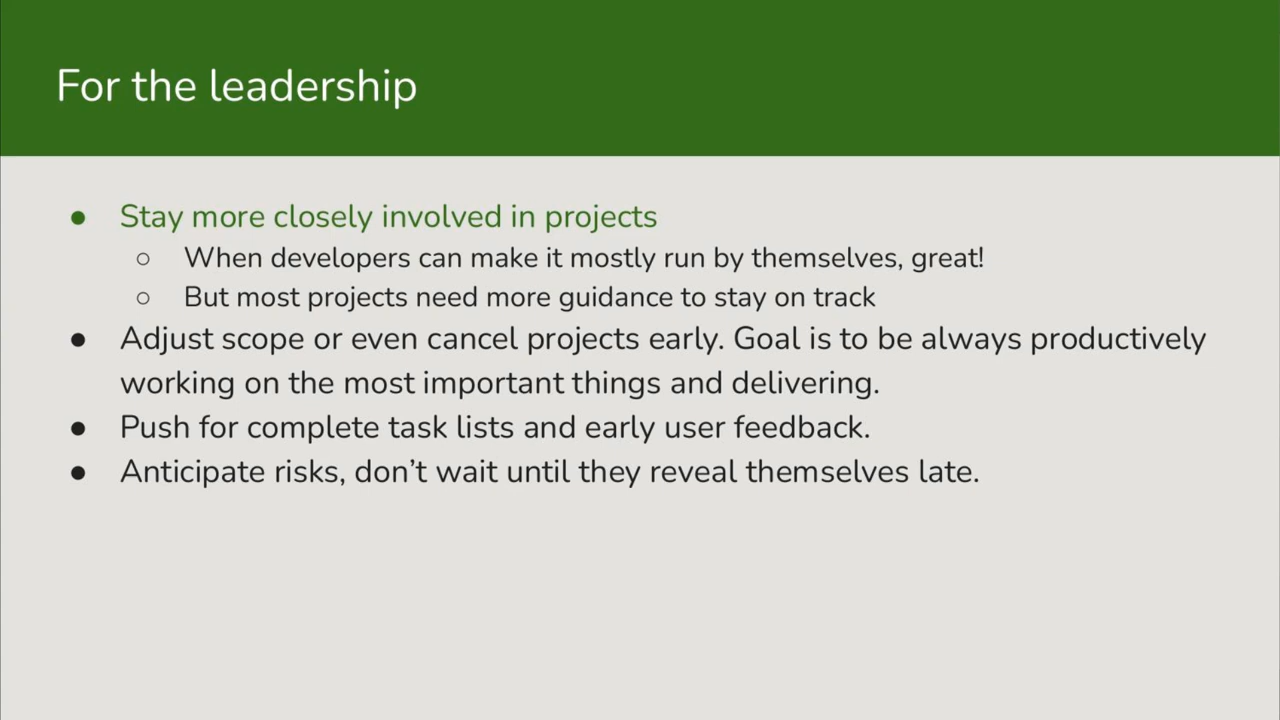 For the leadership
● Stay more closely involved in projects
○ When developers can make it mostly run by themselves, great!
○ But most projects need more guidance to stay on track
● Adjust scope or even cancel projects early. Goal is to be always productively
working on the most important things and delivering.
● Push for complete task lists and early user feedback.
● Anticipate risks, don’t wait until they reveal themselves late.